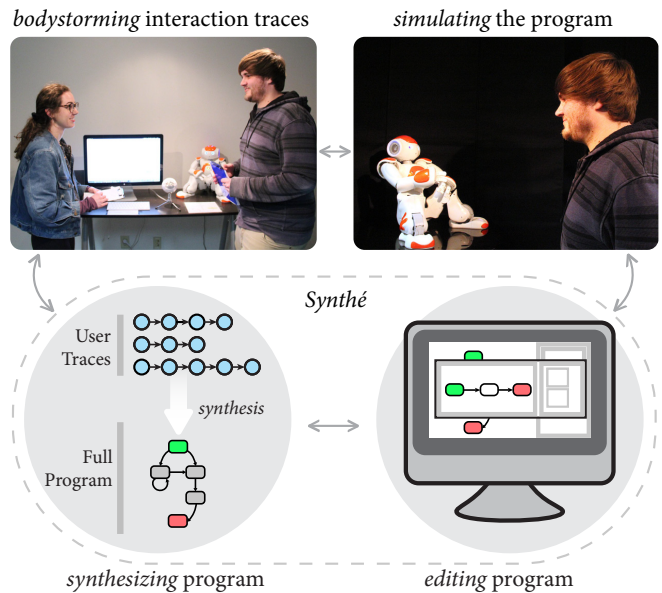 bodystorming interaction traces
simulating the program
Synthé
User
Traces
synthesis
Full
Program
synthesizing program
editing program